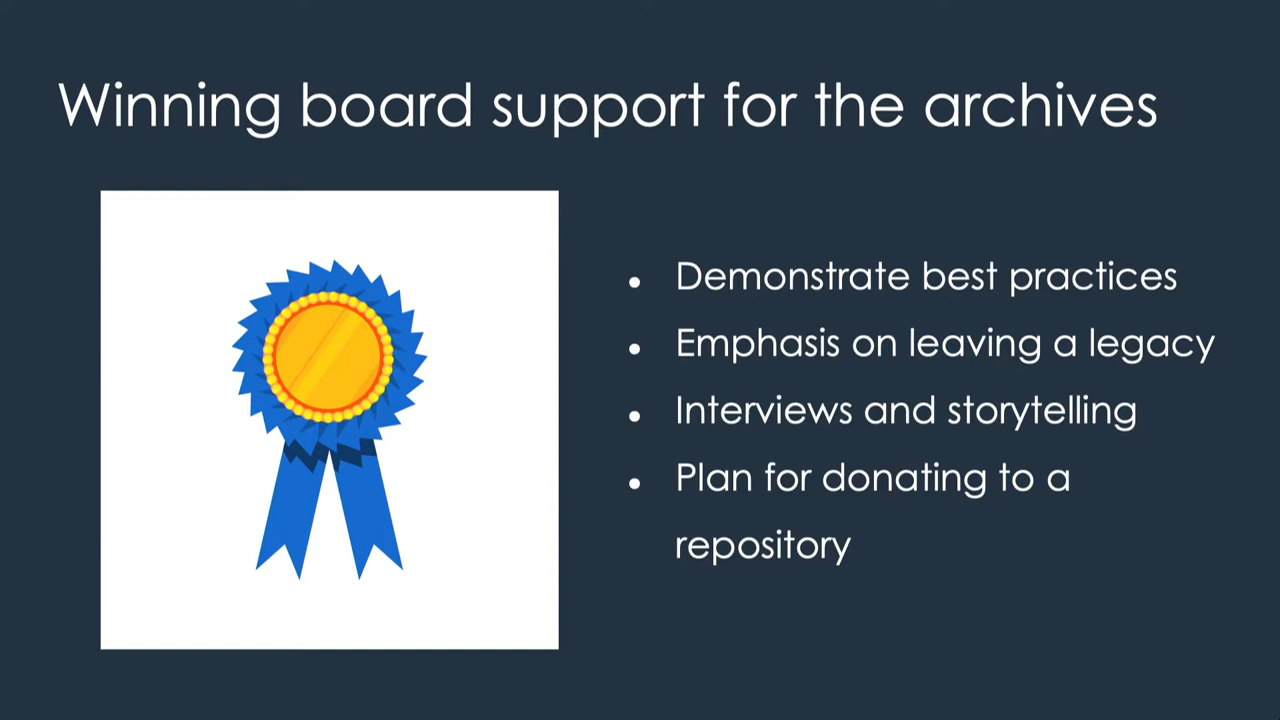 Winning board support for the archives
• Demonstrate best practices
• Emphasis on leaving a legacy
• Interviews and storytelling
• Plan for donating to a
repository